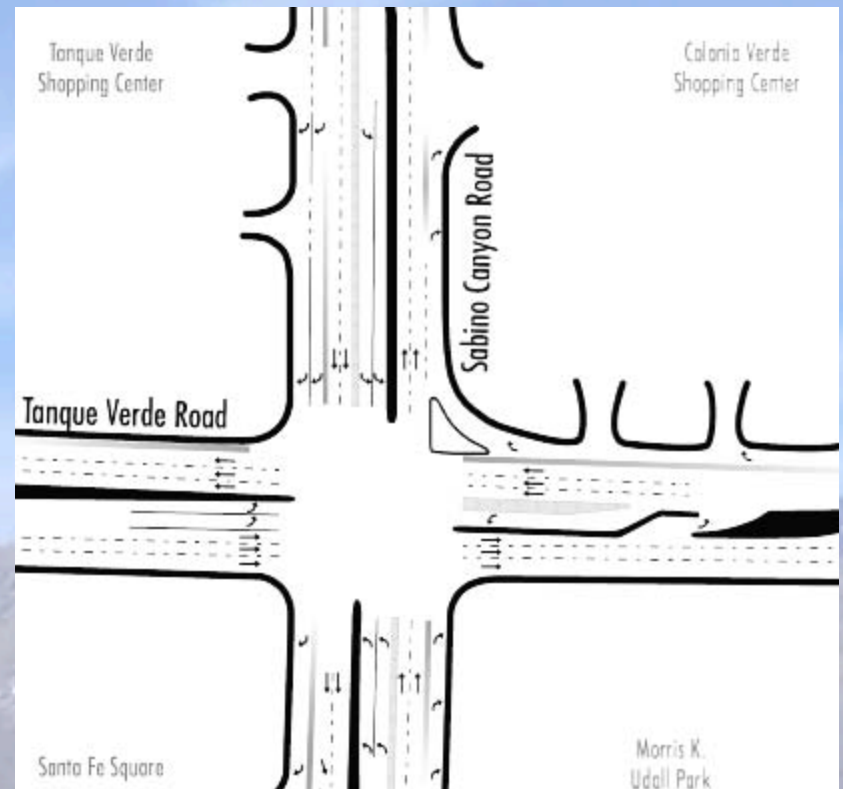 Tanque Verde
Shopping Center
Colonia Verde
Shopping Center
Sabino Canyon Road
Tanque Verde Road
Santa Fe Square
Morris K.
Udall Park